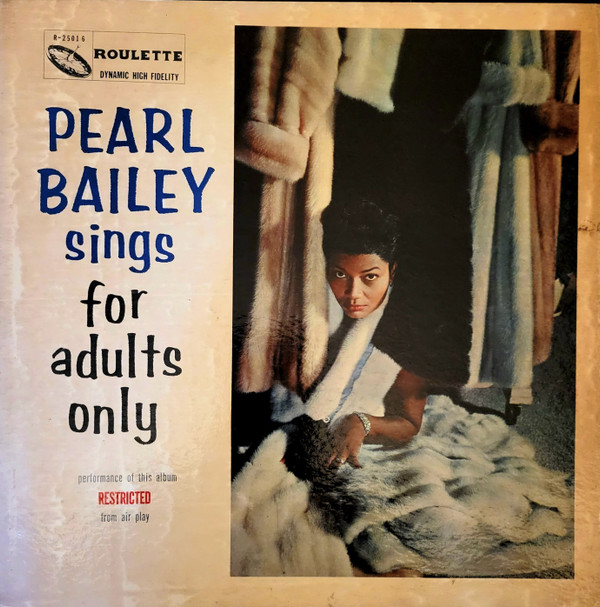 R-25016
ROULETTE
DYNAMIC HIGH FIDELITY
PEARL
BAILEY
sings
for
adults
only
performance of this album
RESTRICTED
from air play